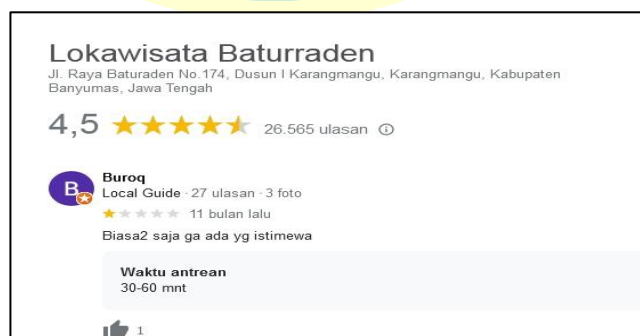 Lokawisata Baturraden
Jl. Raya Baturaden No.174, Dusun I Karangmangu, Karangmangu, Kabupaten
Banyumas, Jawa Tengah
4,5 26.565 ulasan
B
Buroq
Local Guide · 27 ulasan · 3 foto
11 bulan lalu
Biasa2 saja ga ada yg istimewa
Waktu antrean
30-60 mnt
1